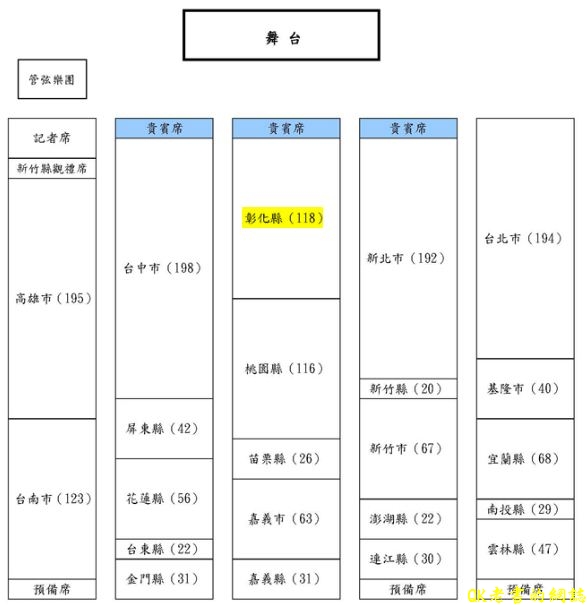 舞 台
管弦樂團
記者席
新竹縣觀禮席
高雄市（195）
台南市（123）
預備席
貴賓席
台中市（198）
屏東縣（42）
花蓮縣（56）
台東縣（22）
金門縣（31）
貴賓席
彰化縣（118）
桃園縣（116）
苗栗縣（26）
嘉義市（63）
嘉義縣（31）
貴賓席
新北市（192）
新竹縣（20）
新竹市（67）
澎湖縣（22）
連江縣（30）
預備席
台北市（194）
基隆市（40）
宜蘭縣（68）
南投縣（29）
雲林縣（47）
預備席
CK老爹的網誌